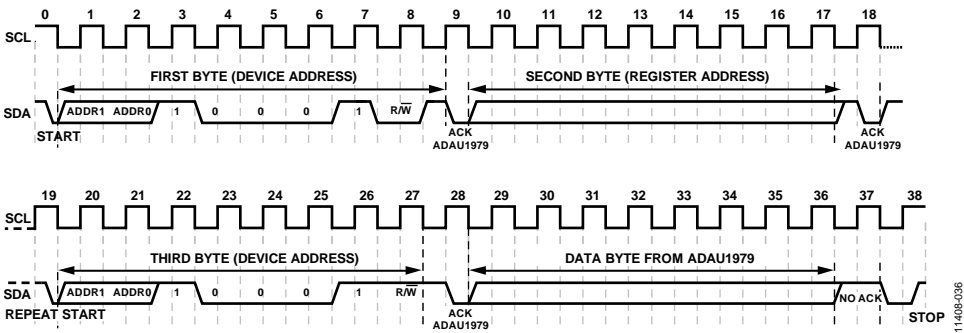 0 1 2 3 4 5 6 7 8 9 10 11 12 13 14 15 16 17 18
SCL
FIRST BYTE (DEVICE ADDRESS) SECOND BYTE (REGISTER ADDRESS)
SDA ADDR1 ADDR0 1 0 0 0 1 R/W̅
START ACK ADAU1979 ACK ADAU1979
19 20 21 22 23 24 25 26 27 28 29 30 31 32 33 34 35 36 37 38
SCL
THIRD BYTE (DEVICE ADDRESS) DATA BYTE FROM ADAU1979
SDA ADDR1 ADDR0 1 0 0 0 1 R/W̅ NO ACK
REPEAT START ACK ADAU1979 STOP
11408-036